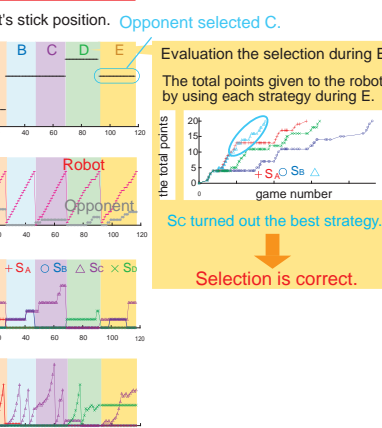 't's stick position. Opponent selected C.
B C D E
Evaluation the selection during E
The total points given to the robot
by using each strategy during E.
40 60 80 100 120
the total points
20
15
10
5
0
0
+ SA ○ SB △
game number
Robot
Opponent
40 60 80 100 120
SC turned out the best strategy.
+ SA ○ SB △ SC × SD
Selection is correct.
40 60 80 100 120